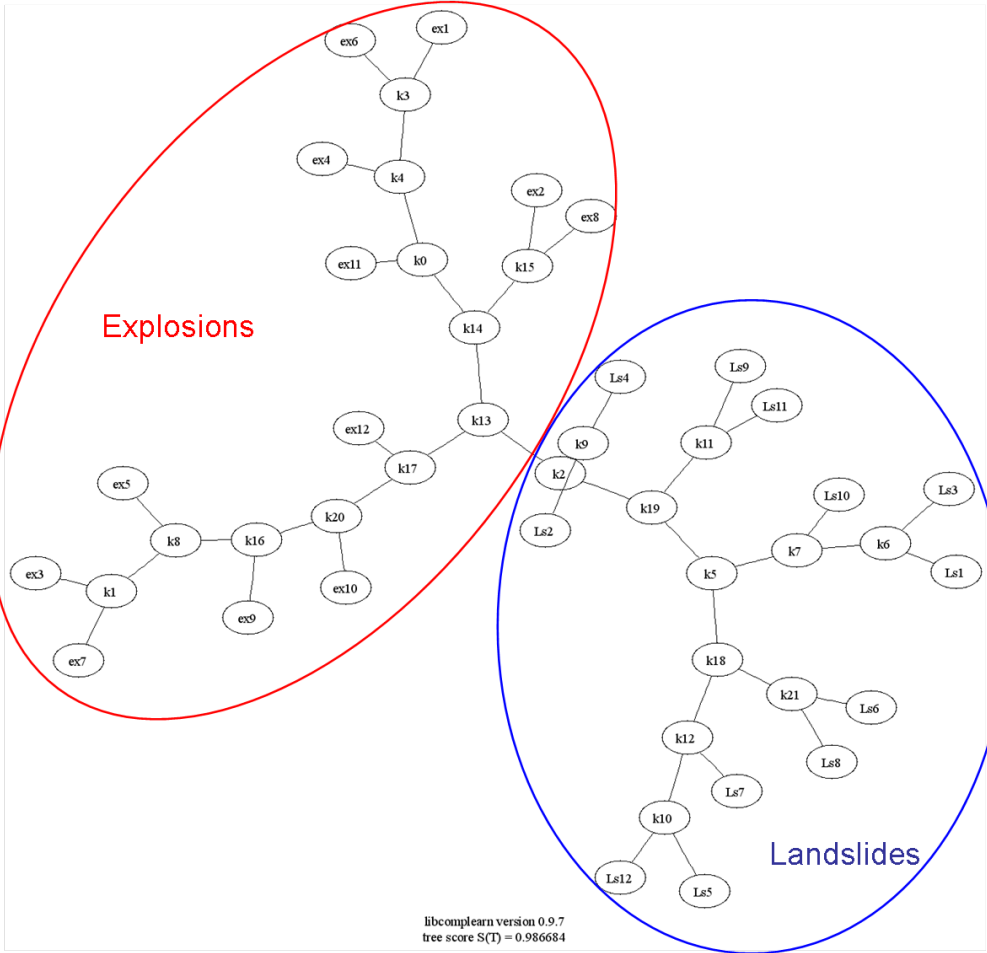 ex1
ex6
k3
ex4
k4
ex2
ex8
ex11
k0
k15
Explosions
k14
Ls9
Ls4
Ls11
k13
ex12
k9
k11
k17
k2
ex5
Ls10
Ls3
k19
k20
Ls2
k8
k16
k7
k6
ex3
k5
Ls1
k1
ex10
ex9
ex7
k18
k21
Ls6
k12
Ls8
Ls7
k10
Landslides
Ls12
Ls5
libcomplearn version 0.9.7
tree score S(T) = 0.986684